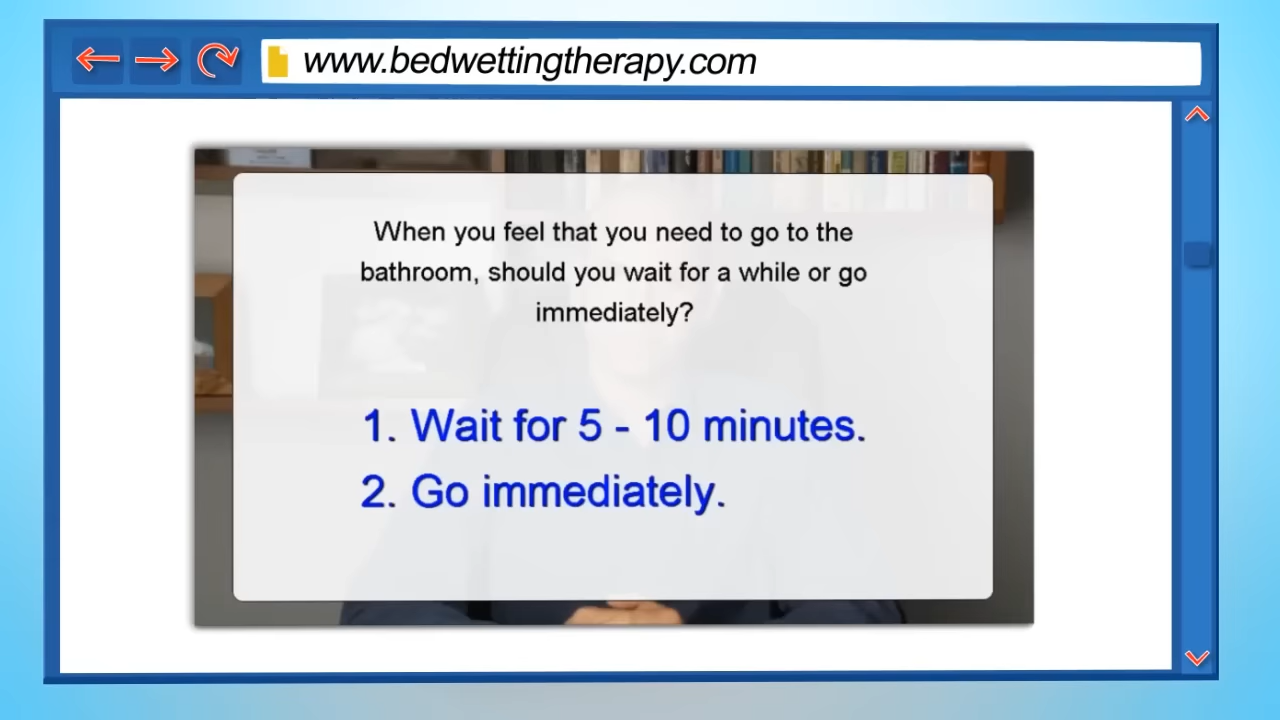 www.bedwettingtherapy.com
When you feel that you need to go to the
bathroom, should you wait for a while or go
immediately?
1. Wait for 5 - 10 minutes.
2. Go immediately.